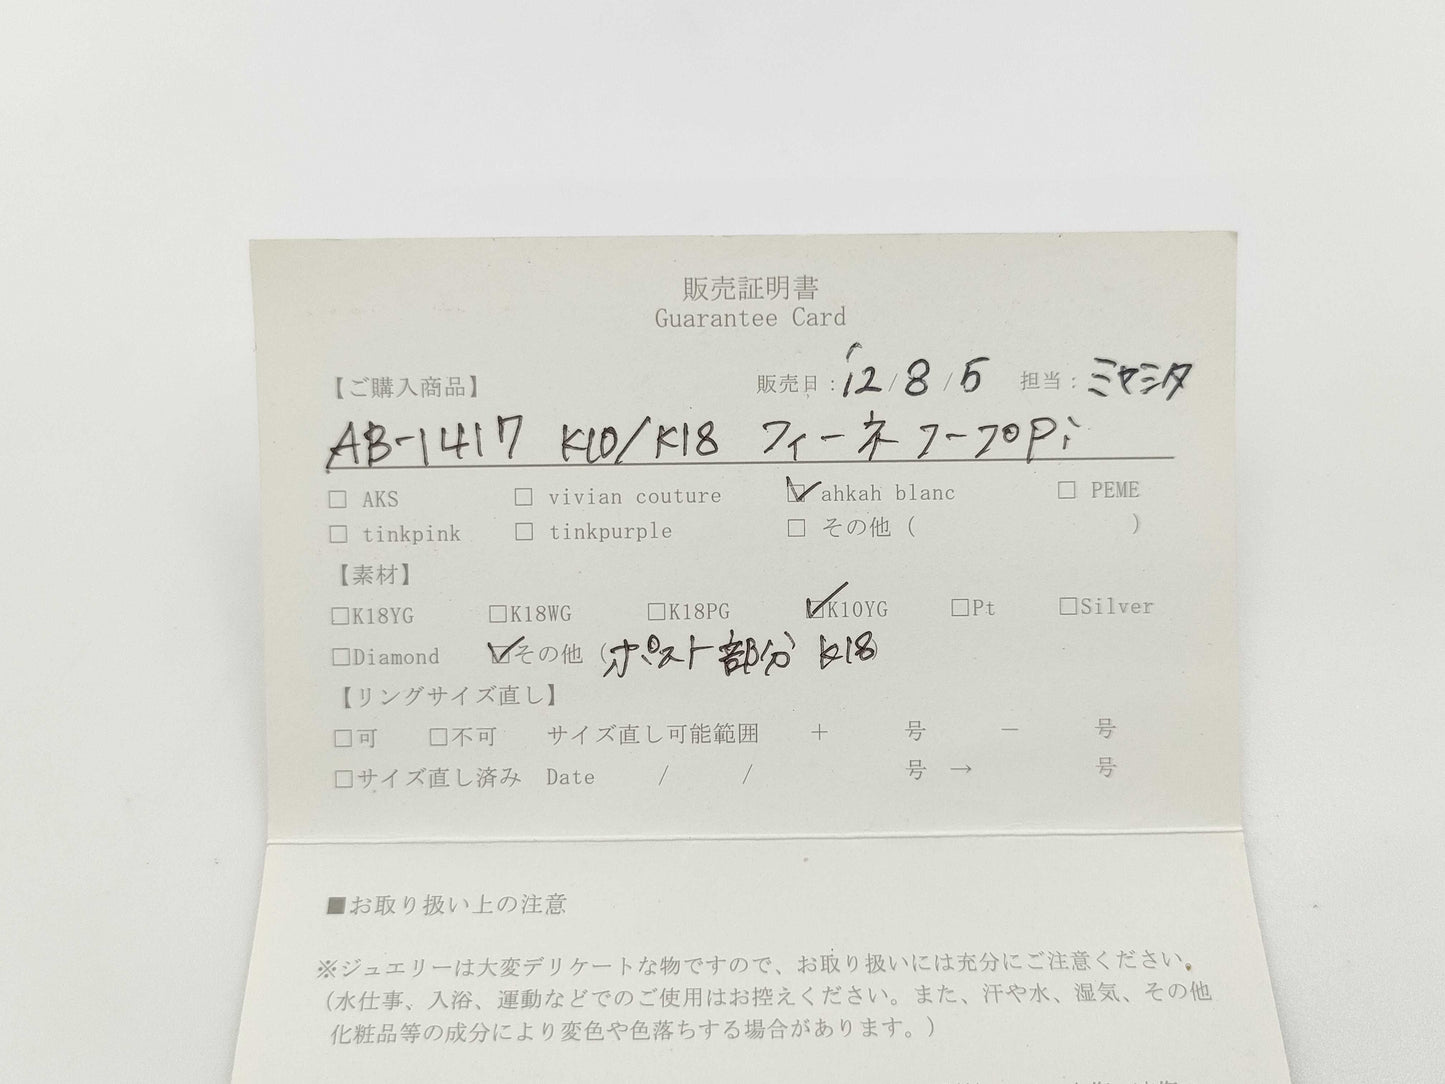 販売証明書
Guarantee Card
【ご購入商品】 販売日：'12/8/5 担当：ミヤシタ
AB-1417 K10/K18 フィーネフープPi
□ AKS □ vivian couture ☑ ahkah blanc □ PEME
□ tinkpink □ tinkpurple □ その他（ ）
【素材】
□K18YG □K18WG □K18PG ☑K10YG □Pt □Silver
□Diamond ☑その他（ポスト部分 K18
【リングサイズ直し】
□可 □不可 サイズ直し可能範囲 ＋ 号 － 号
□サイズ直し済み Date / / 号 → 号
■お取り扱い上の注意
※ジュエリーは大変デリケートな物ですので、お取り扱いには充分にご注意ください。
（水仕事、入浴、運動などでのご使用はお控えください。また、汗や水、湿気、その他
化粧品等の成分により変色や色落ちする場合があります。）